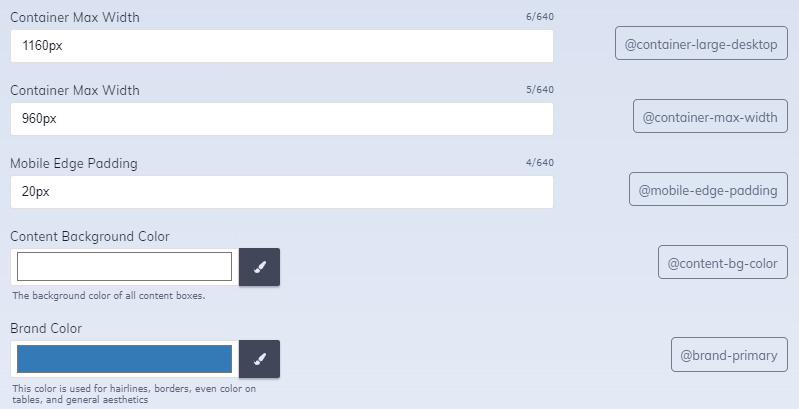 Container Max Width 6/640
1160px @container-large-desktop
Container Max Width 5/640
960px @container-max-width
Mobile Edge Padding 4/640
20px @mobile-edge-padding
Content Background Color
@content-bg-color
The background color of all content boxes.
Brand Color
@brand-primary
This color is used for hairlines, borders, even color on
tables, and general aesthetics